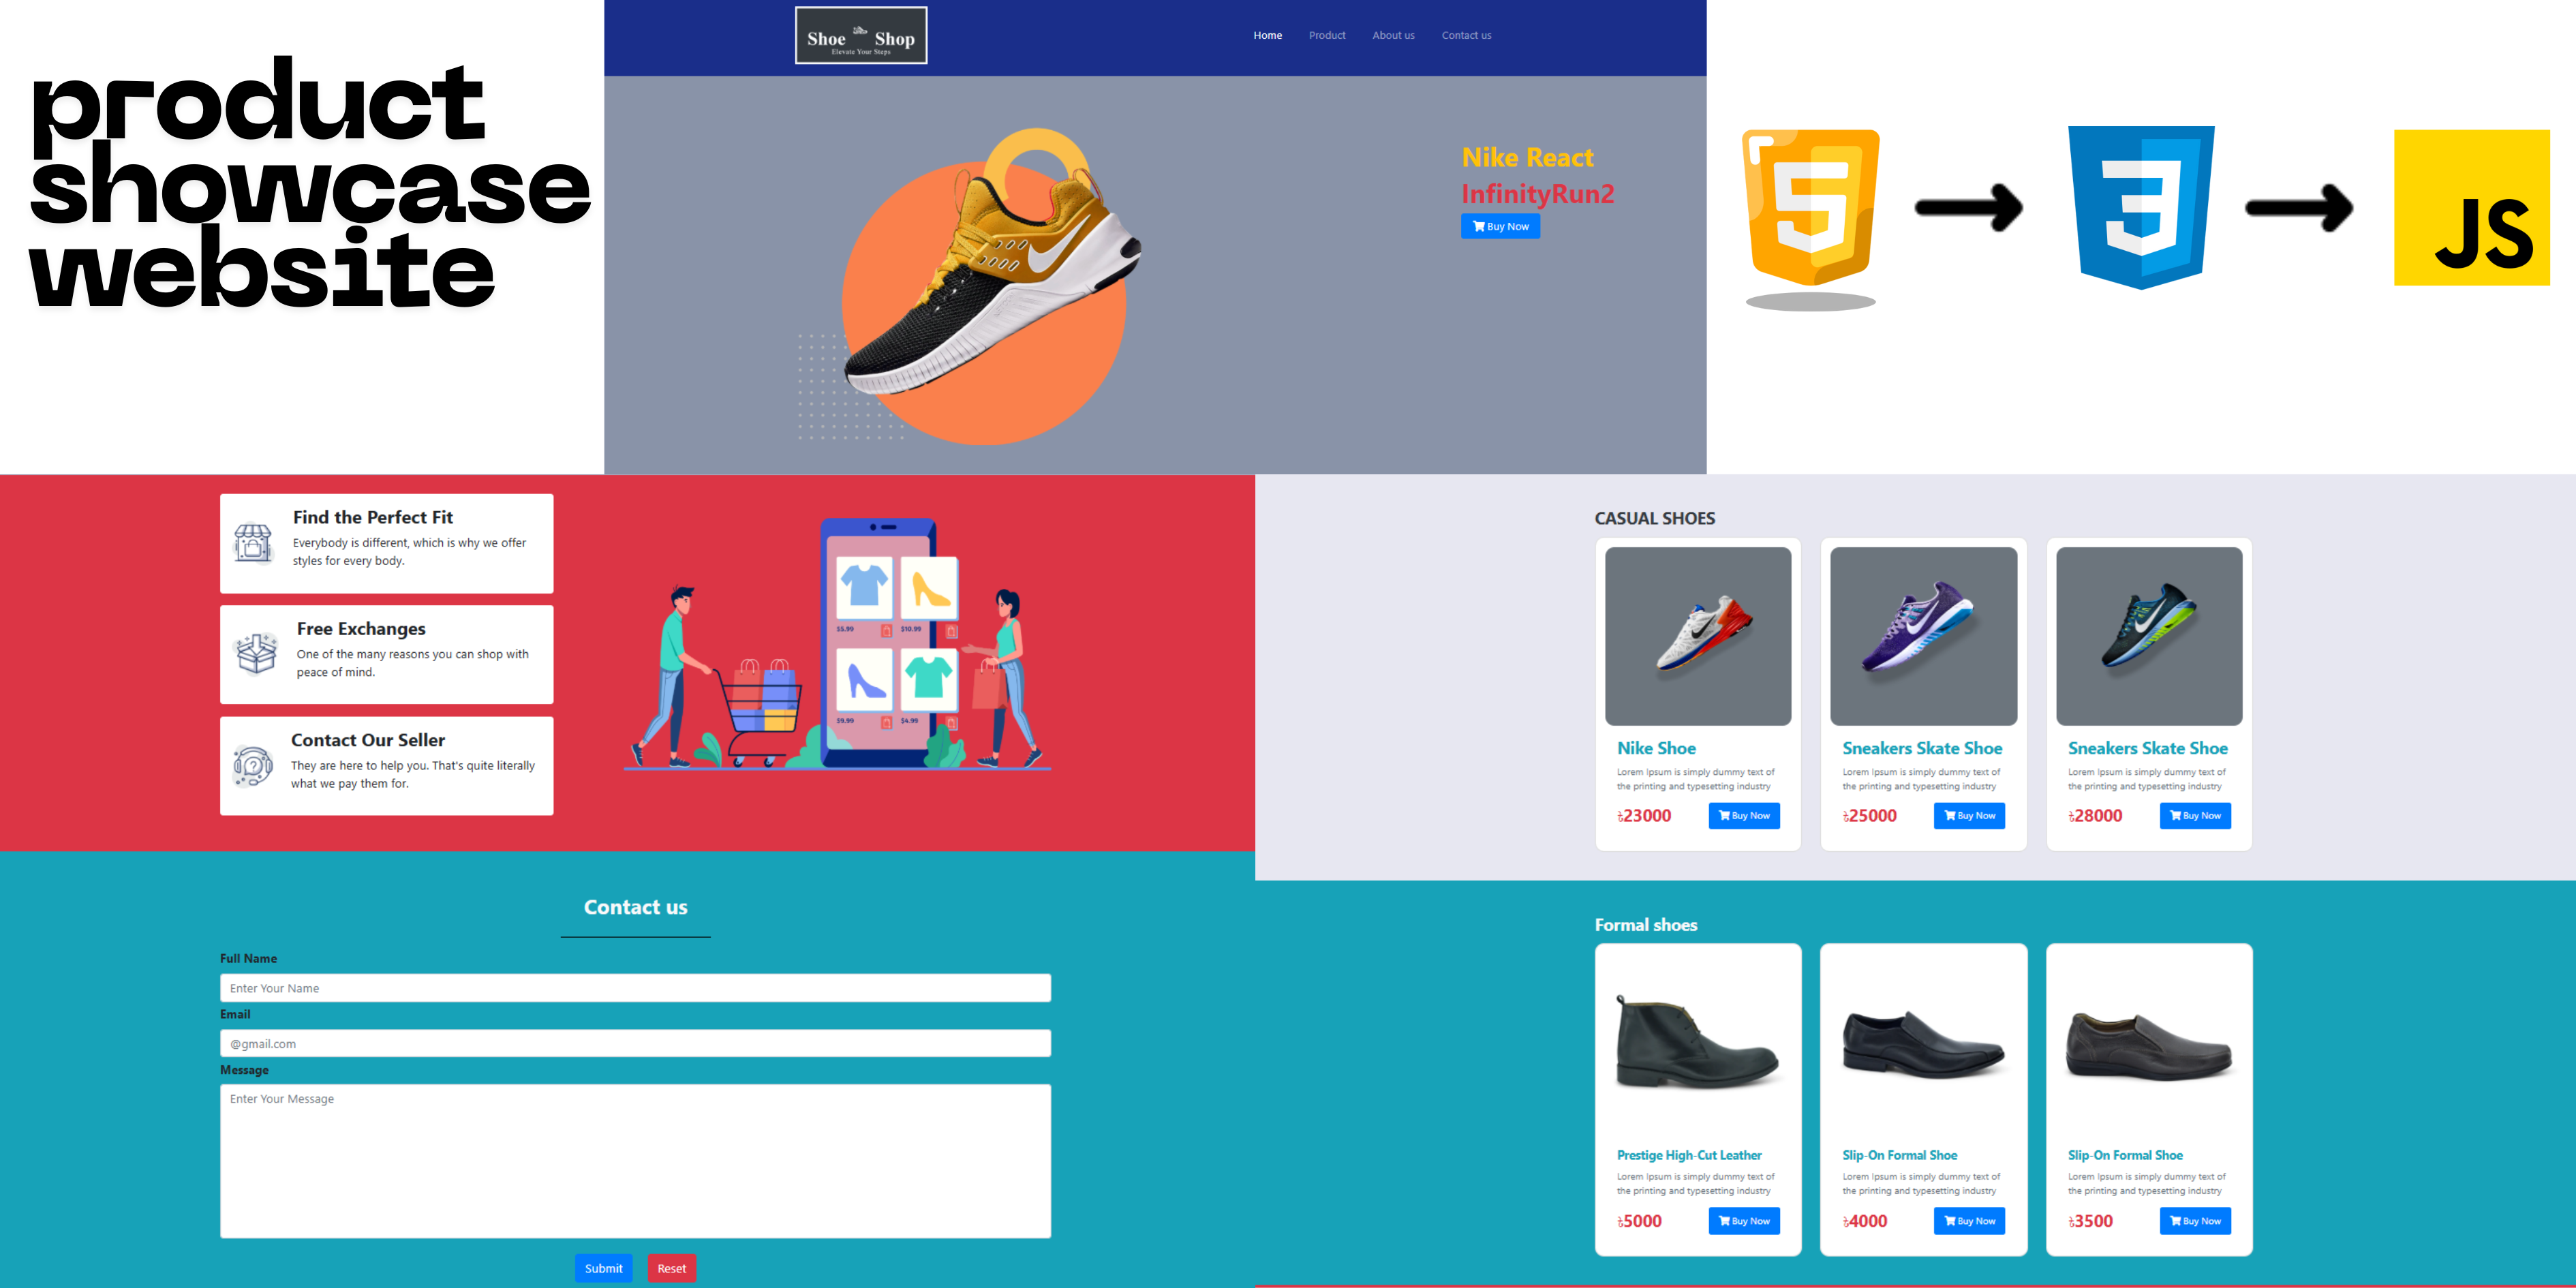 product
showcase
website
Shoe Shop
Elevate Your Steps
Home
Product
About us
Contact us
Nike React
InfinityRun2
Buy Now
5
3
JS
Find the Perfect Fit
Everybody is different, which is why we offer
styles for every body.
Free Exchanges
One of the many reasons you can shop with
peace of mind.
Contact Our Seller
They are here to help you. That's quite literally
what we pay them for.
$5.99
$10.99
$9.99
$4.99
CASUAL SHOES
Nike Shoe
Lorem Ipsum is simply dummy text of
the printing and typesetting industry
৳23000
Buy Now
Sneakers Skate Shoe
Lorem Ipsum is simply dummy text of
the printing and typesetting industry
৳25000
Buy Now
Sneakers Skate Shoe
Lorem Ipsum is simply dummy text of
the printing and typesetting industry
৳28000
Buy Now
Contact us
Full Name
Enter Your Name
Email
@gmail.com
Message
Enter Your Message
Submit
Reset
Formal shoes
Prestige High-Cut Leather
Lorem Ipsum is simply dummy text of
the printing and typesetting industry
৳5000
Buy Now
Slip-On Formal Shoe
Lorem Ipsum is simply dummy text of
the printing and typesetting industry
৳4000
Buy Now
Slip-On Formal Shoe
Lorem Ipsum is simply dummy text of
the printing and typesetting industry
৳3500
Buy Now